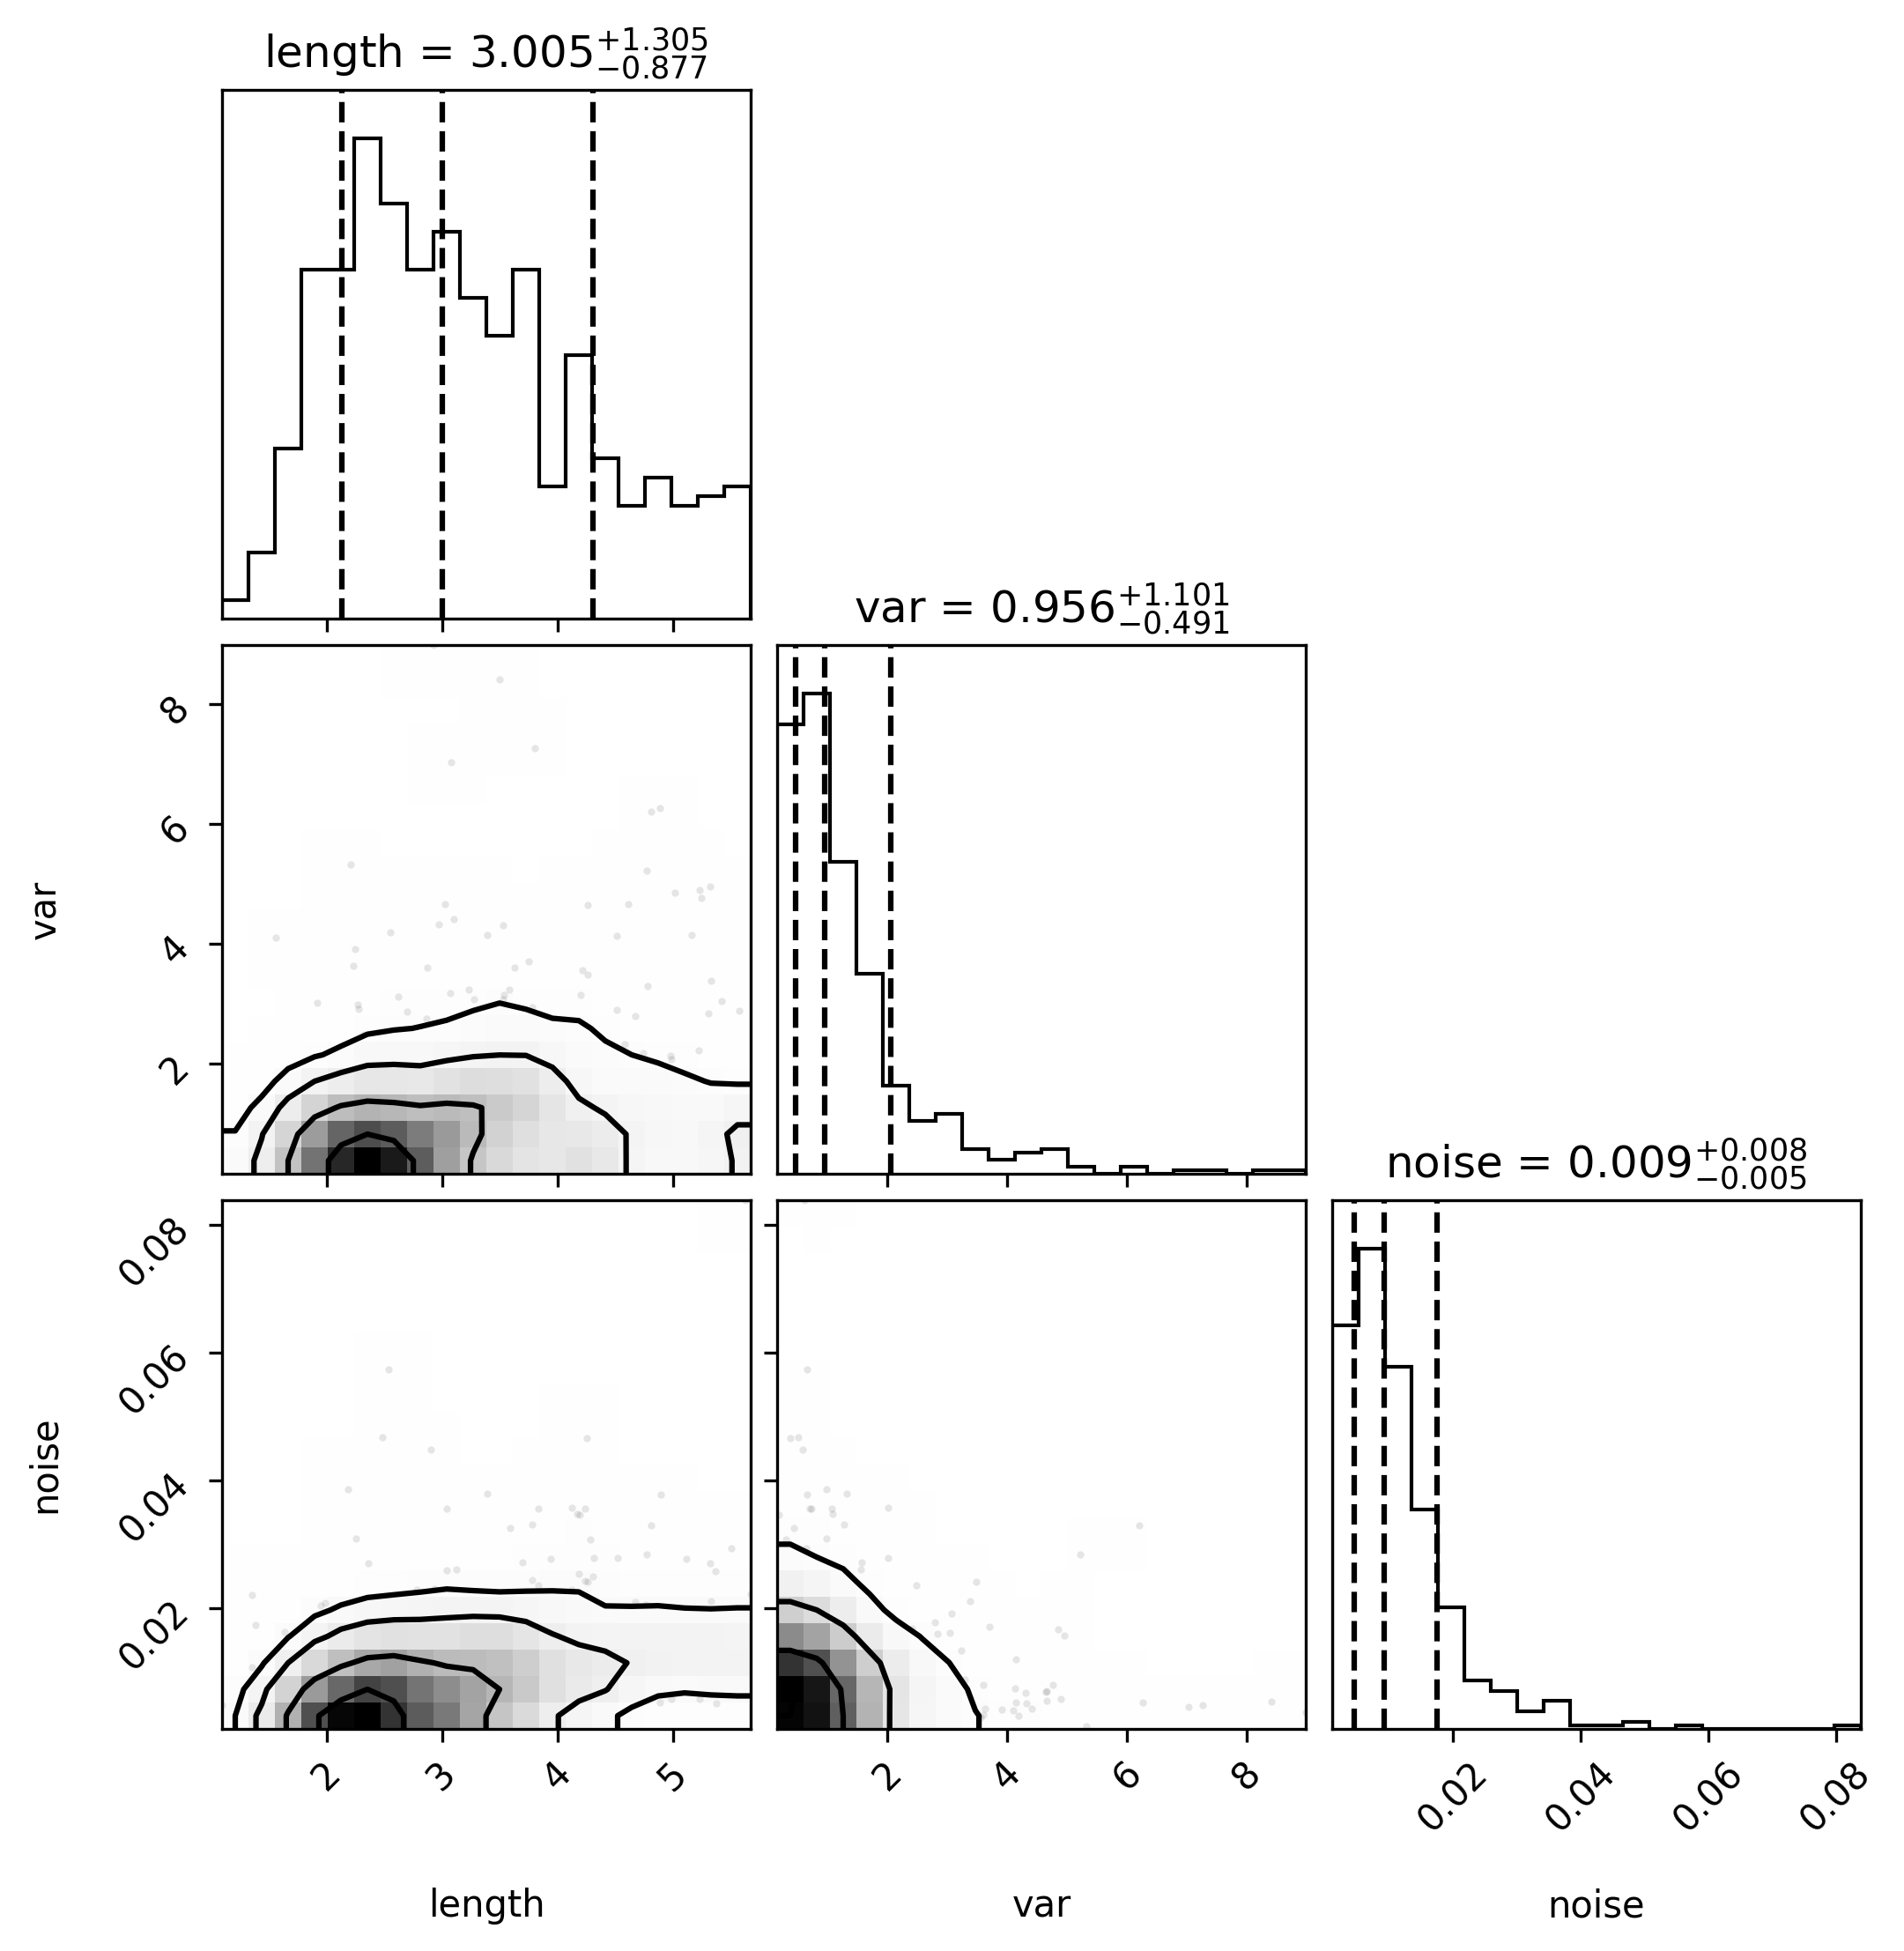 length = 3.005 +1.305 −0.877
var = 0.956 +1.101 −0.491
8
6
4
2
var
noise = 0.009 +0.008 −0.005
0.08
0.06
0.04
0.02
noise
2 3 4 5
2 4 6 8
0.02 0.04 0.06 0.08
length
var
noise